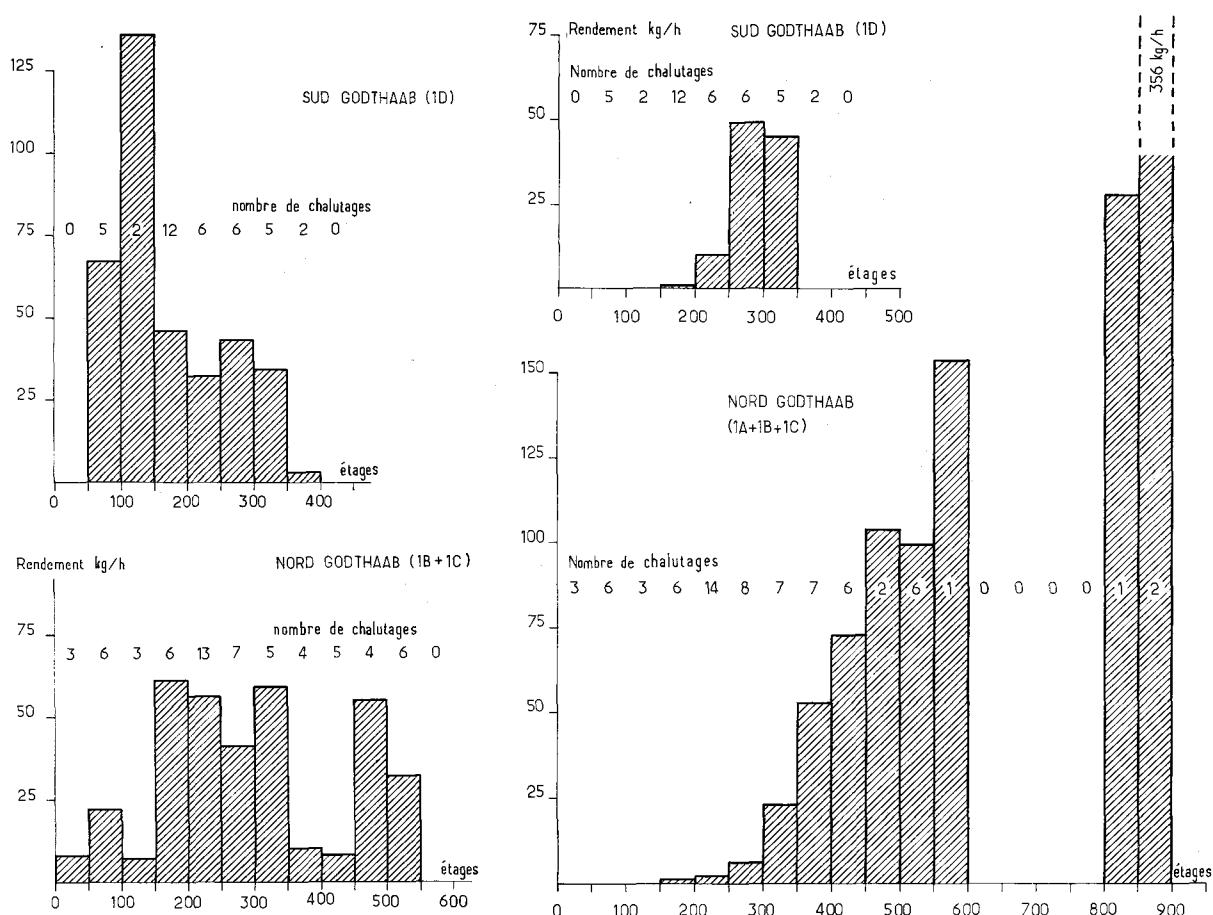 125
SUD GODTHAAB (1D)
100
nombre de chalutages
75
0 5 2 12 6 6 5 2 0
50
25
étages
0 100 200 300 400
Rendement kg/h NORD GODTHAAB (1B+1C)
nombre de chalutages
75
3 6 3 6 13 7 5 4 5 4 6 0
50
25
étages
0 100 200 300 400 500 600
75
Rendement kg/h SUD GODTHAAB (1D)
Nombre de chalutages
0 5 2 12 6 6 5 2 0
50
25
étages
0 100 200 300 400 500
356 kg/h
150
NORD GODTHAAB
(1A+1B+1C)
125
100
Nombre de chalutages
3 6 3 6 14 8 7 7 6 2 6 1 0 0 0 0 1 2
75
50
25
étages
0 100 200 300 400 500 600 700 800 900